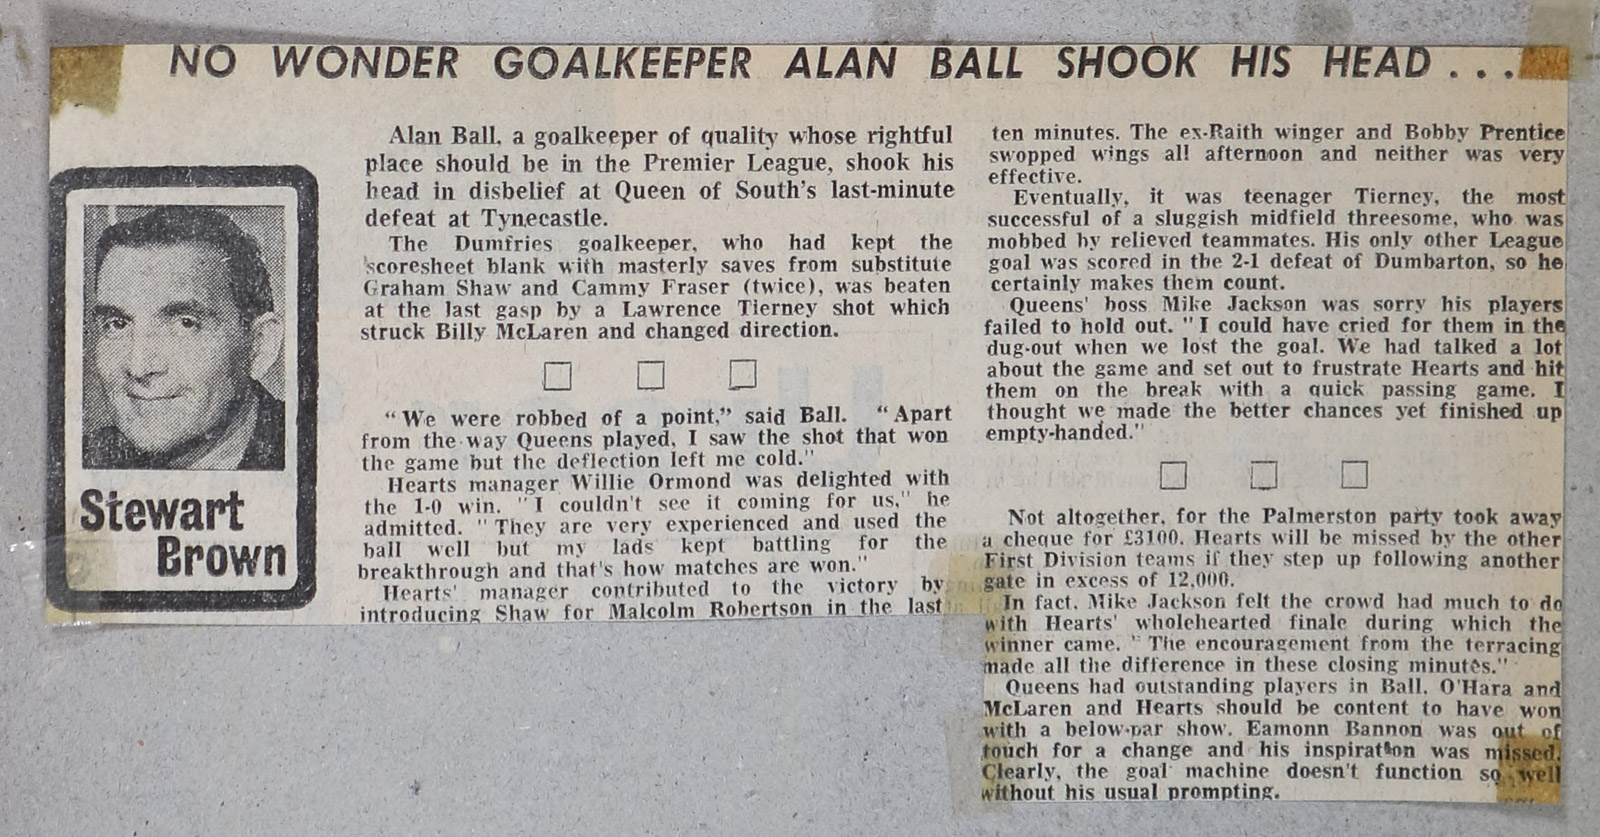 NO WONDER GOALKEEPER ALAN BALL SHOOK HIS HEAD . . .
Stewart
Brown
Alan Ball, a goalkeeper of quality whose rightful
place should be in the Premier League, shook his
head in disbelief at Queen of South's last-minute
defeat at Tynecastle.
The Dumfries goalkeeper, who had kept the
scoresheet blank with masterly saves from substitute
Graham Shaw and Cammy Fraser (twice), was beaten
at the last gasp by a Lawrence Tierney shot which
struck Billy McLaren and changed direction.
"We were robbed of a point," said Ball. "Apart
from the way Queens played, I saw the shot that won
the game but the deflection left me cold."
Hearts manager Willie Ormond was delighted with
the 1-0 win. "I couldn't see it coming for us," he
admitted. "They are very experienced and used the
ball well but my lads kept battling for the
breakthrough and that's how matches are won."
Hearts' manager contributed to the victory by
introducing Shaw for Malcolm Robertson in the last
ten minutes. The ex-Raith winger and Bobby Prentice
swopped wings all afternoon and neither was very
effective.
Eventually, it was teenager Tierney, the most
successful of a sluggish midfield threesome, who was
mobbed by relieved teammates. His only other League
goal was scored in the 2-1 defeat of Dumbarton, so he
certainly makes them count.
Queens' boss Mike Jackson was sorry his players
failed to hold out. "I could have cried for them in the
dug-out when we lost the goal. We had talked a lot
about the game and set out to frustrate Hearts and hit
them on the break with a quick passing game. I
thought we made the better chances yet finished up
empty-handed."
Not altogether, for the Palmerston party took away
a cheque for £3100. Hearts will be missed by the other
First Division teams if they step up following another
gate in excess of 12,000.
In fact, Mike Jackson felt the crowd had much to do
with Hearts' wholehearted finale during which the
winner came. "The encouragement from the terracing
made all the difference in these closing minutes."
Queens had outstanding players in Ball, O'Hara and
McLaren and Hearts should be content to have won
with a below-par show. Eamonn Bannon was out of
touch for a change and his inspiration was missed.
Clearly, the goal machine doesn't function so well
without his usual prompting.